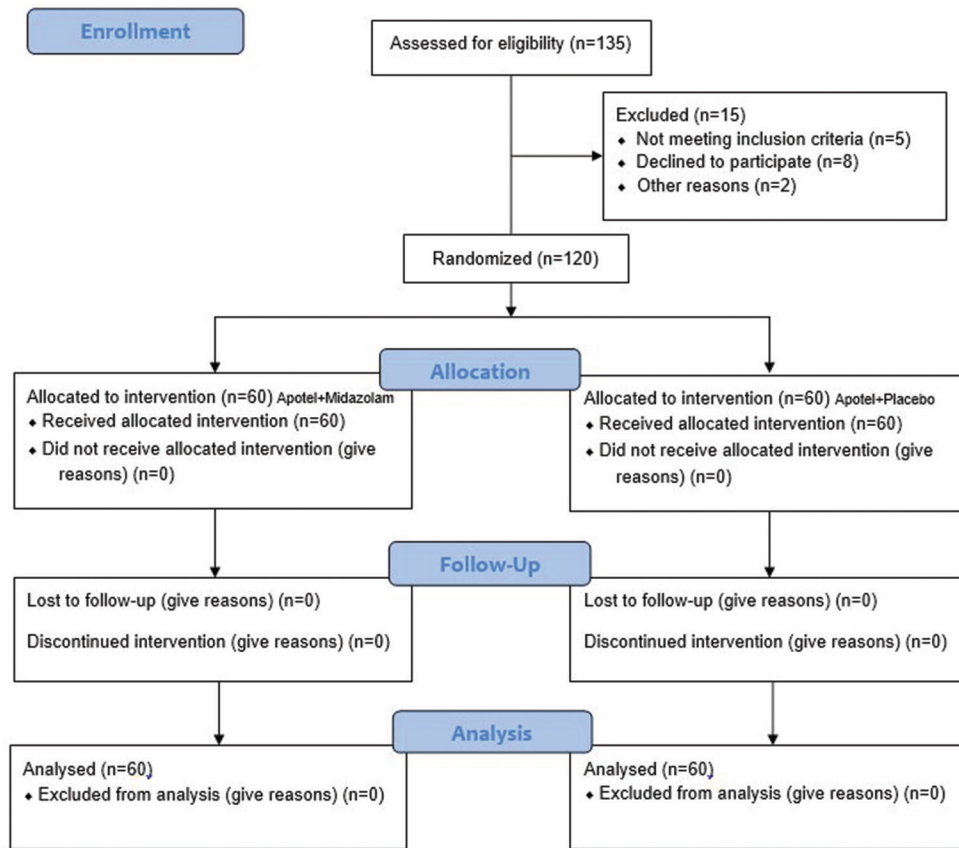 Enrollment
Assessed for eligibility (n=135)
Excluded (n=15)
⬥ Not meeting inclusion criteria (n=5)
⬥ Declined to participate (n=8)
⬥ Other reasons (n=2)
Randomized (n=120)
Allocation
Allocated to intervention (n=60) Apotel+Midazolam
⬥ Received allocated intervention (n=60)
⬥ Did not receive allocated intervention (give
reasons) (n=0)
Allocated to intervention (n=60) Apotel+Placebo
⬥ Received allocated intervention (n=60)
⬥ Did not receive allocated intervention (give
reasons) (n=0)
Follow-Up
Lost to follow-up (give reasons) (n=0)
Discontinued intervention (give reasons) (n=0)
Lost to follow-up (give reasons) (n=0)
Discontinued intervention (give reasons) (n=0)
Analysis
Analysed (n=60)
⬥ Excluded from analysis (give reasons) (n=0)
Analysed (n=60)
⬥ Excluded from analysis (give reasons) (n=0)